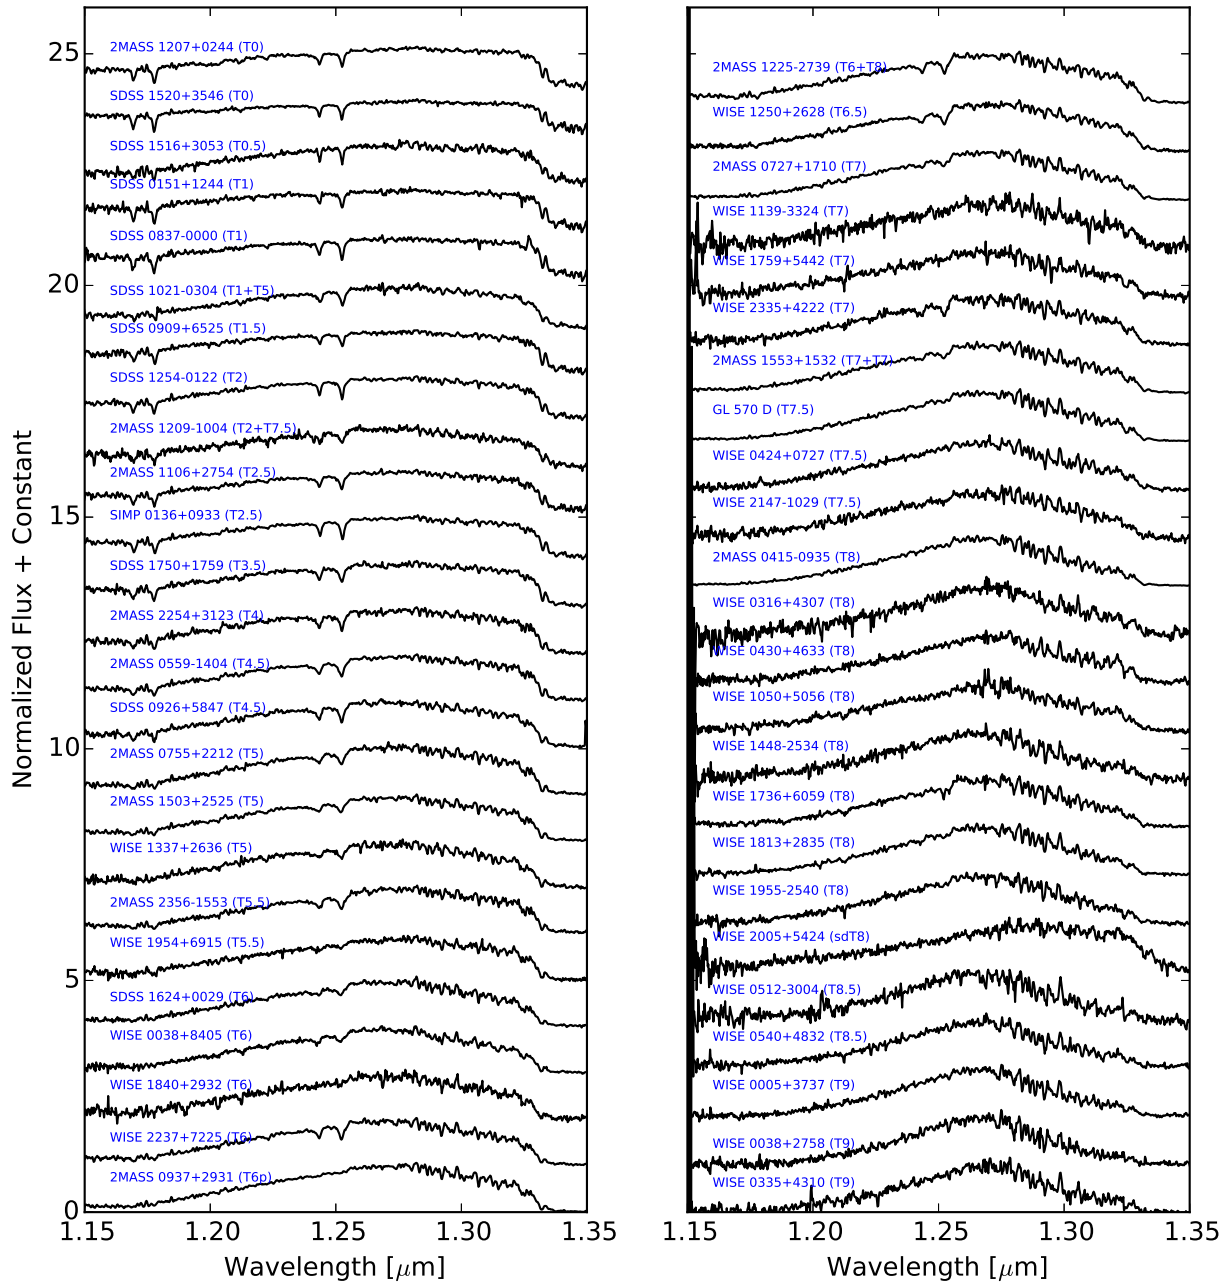 25
20
15
10
5
0
Normalized Flux + Constant
2MASS 1207+0244 (T0)
SDSS 1520+3546 (T0)
SDSS 1516+3053 (T0.5)
SDSS 0151+1244 (T1)
SDSS 0837-0000 (T1)
SDSS 1021-0304 (T1+T5)
SDSS 0909+6525 (T1.5)
SDSS 1254-0122 (T2)
2MASS 1209-1004 (T2+T7.5)
2MASS 1106+2754 (T2.5)
SIMP 0136+0933 (T2.5)
SDSS 1750+1759 (T3.5)
2MASS 2254+3123 (T4)
2MASS 0559-1404 (T4.5)
SDSS 0926+5847 (T4.5)
2MASS 0755+2212 (T5)
2MASS 1503+2525 (T5)
WISE 1337+2636 (T5)
2MASS 2356-1553 (T5.5)
WISE 1954+6915 (T5.5)
SDSS 1624+0029 (T6)
WISE 0038+8405 (T6)
WISE 1840+2932 (T6)
WISE 2237+7225 (T6)
2MASS 0937+2931 (T6p)
1.15 1.20 1.25 1.30 1.35
Wavelength [μm]
2MASS 1225-2739 (T6+T8)
WISE 1250+2628 (T6.5)
2MASS 0727+1710 (T7)
WISE 1139-3324 (T7)
WISE 1759+5442 (T7)
WISE 2335+4222 (T7)
2MASS 1553+1532 (T7+T7)
GL 570 D (T7.5)
WISE 0424+0727 (T7.5)
WISE 2147-1029 (T7.5)
2MASS 0415-0935 (T8)
WISE 0316+4307 (T8)
WISE 0430+4633 (T8)
WISE 1050+5056 (T8)
WISE 1448-2534 (T8)
WISE 1736+6059 (T8)
WISE 1813+2835 (T8)
WISE 1955-2540 (T8)
WISE 2005+5424 (sdT8)
WISE 0512-3004 (T8.5)
WISE 0540+4832 (T8.5)
WISE 0005+3737 (T9)
WISE 0038+2758 (T9)
WISE 0335+4310 (T9)
1.15 1.20 1.25 1.30 1.35
Wavelength [μm]